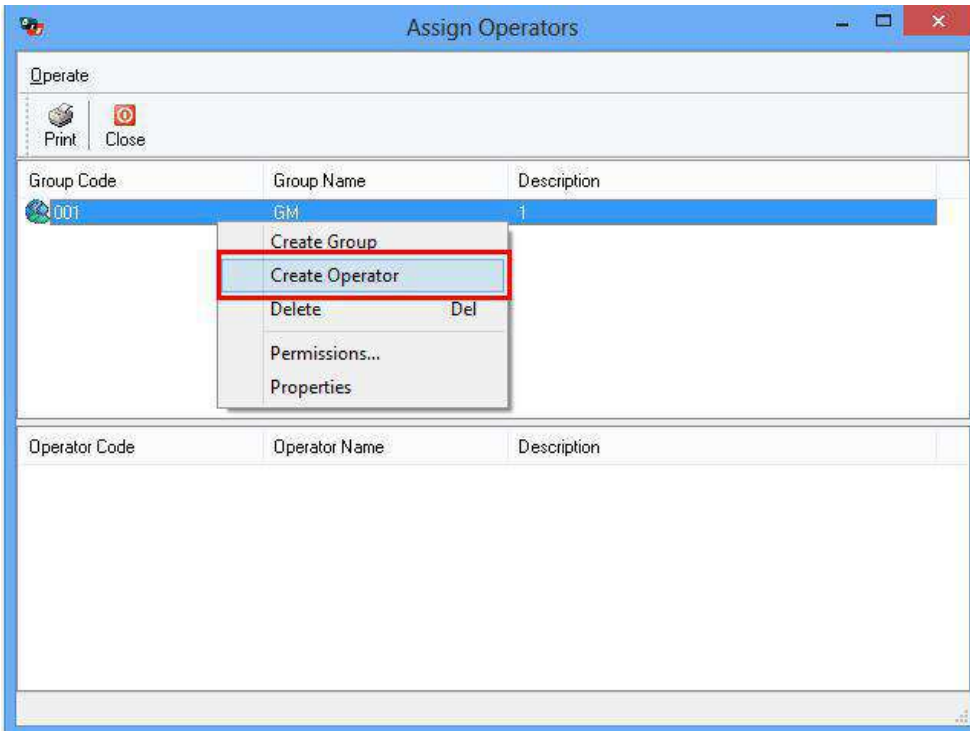 Assign Operators
Operate
Print Close
Group Code Group Name Description
001 GM 1
Create Group
Create Operator
Delete Del
Permissions...
Properties
Operator Code Operator Name Description